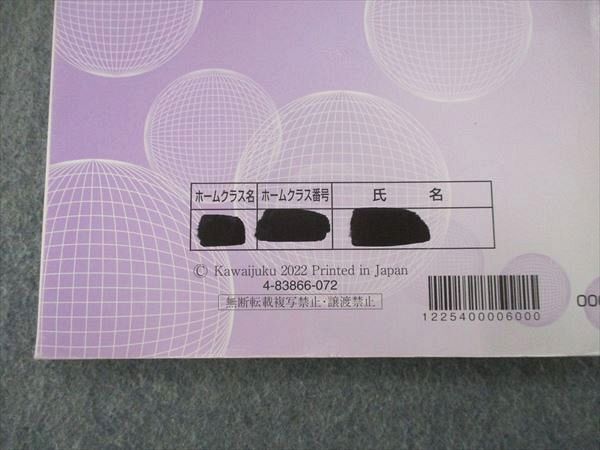 ホームクラス名 ホームクラス番号 氏 名
© Kawaijuku 2022 Printed in Japan
4-83866-072
無断転載複写禁止・譲渡禁止
1225400006000